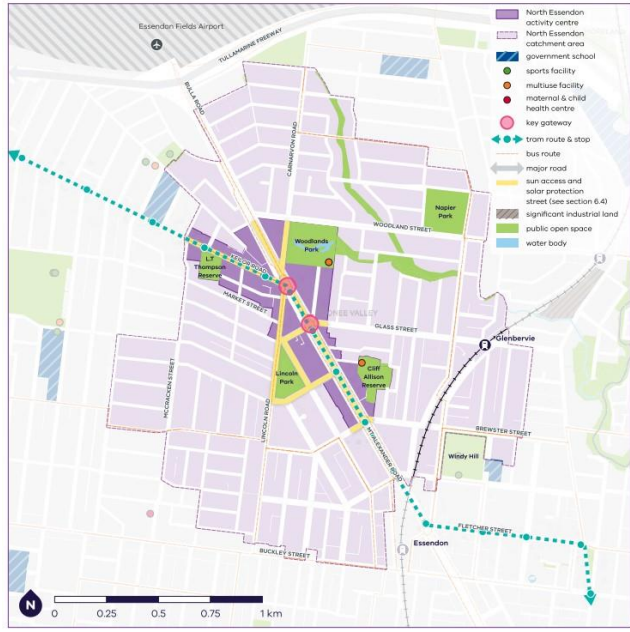 Essendon Fields Airport
TULLAMARINE FREEWAY
BULLA ROAD
CARNARVON ROAD
North Essendon
activity centre
North Essendon
catchment area
government school
sports facility
multiuse facility
maternal & child
health centre
key gateway
tram route & stop
bus route
major road
sun access and
solar protection
street (see section 6.4)
significant industrial land
public open space
water body
Napier
Park
WOODLAND STREET
Woodlands
Park
KEILOR ROAD
L.T
Thompson
Reserve
MARKET STREET
NEE VALLEY
GLASS STREET
Glenbervie
Lincoln
Park
Cliff
Allison
Reserve
MCCRACKEN STREET
LINCOLN ROAD
MT ALEXANDER ROAD
BREWSTER STREET
Windy Hill
FLETCHER STREET
Essendon
BUCKLEY STREET
N
0 0.25 0.5 0.75 1 km